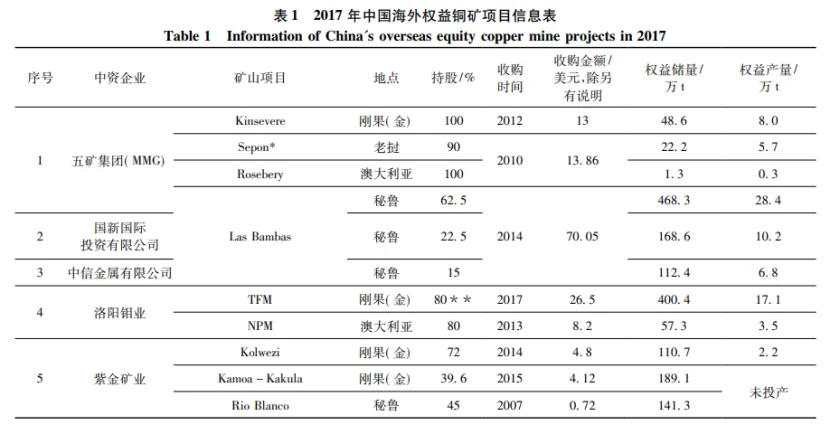 表 1 2017 年中国海外权益铜矿项目信息表
Table 1 Information of China´s overseas equity copper mine projects in 2017
序号 中资企业 矿山项目 地点 持股/% 收购时间 收购金额/美元,除另有说明 权益储量/万 t 权益产量/万 t
1 五矿集团( MMG) Kinsevere 刚果( 金) 100 2012 13 48. 6 8. 0
Sepon* 老挝 90 2010 13. 86 22. 2 5. 7
Rosebery 澳大利亚 100 1. 3 0. 3
秘鲁 62. 5 468. 3 28. 4
2 国新国际投资有限公司 Las Bambas 秘鲁 22. 5 2014 70. 05 168. 6 10. 2
3 中信金属有限公司 秘鲁 15 112. 4 6. 8
4 洛阳钼业 TFM 刚果( 金) 80＊＊ 2017 26. 5 400. 4 17. 1
NPM 澳大利亚 80 2013 8. 2 57. 3 3. 5
5 紫金矿业 Kolwezi 刚果( 金) 72 2014 4. 8 110. 7 2. 2
Kamoa - Kakula 刚果( 金) 39. 6 2015 4. 12 189. 1 未投产
Rio Blanco 秘鲁 45 2007 0. 72 141. 3